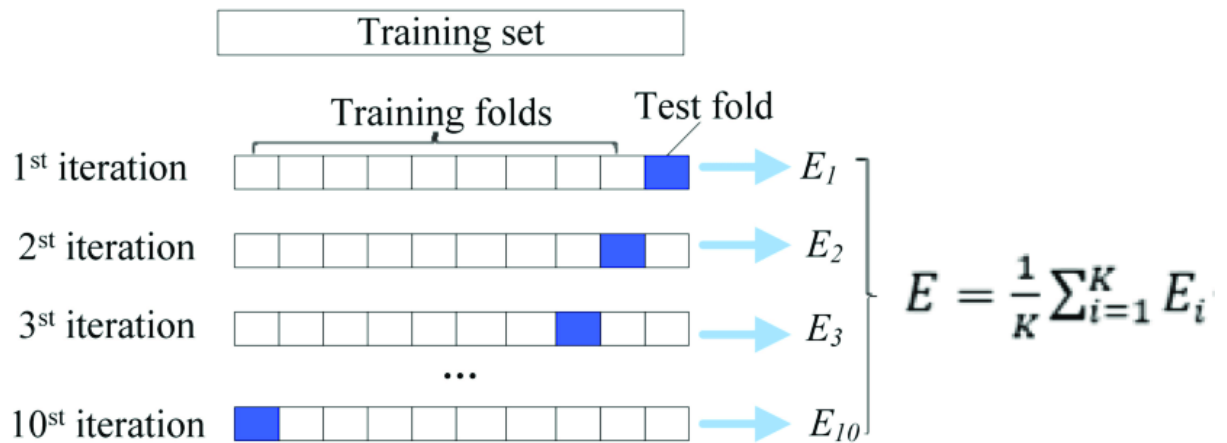 Training set
Training folds
Test fold
1st iteration
E1
2st iteration
E2
3st iteration
E3
...
10st iteration
E10
E = 1/K ∑_{i=1}^{K} E_i